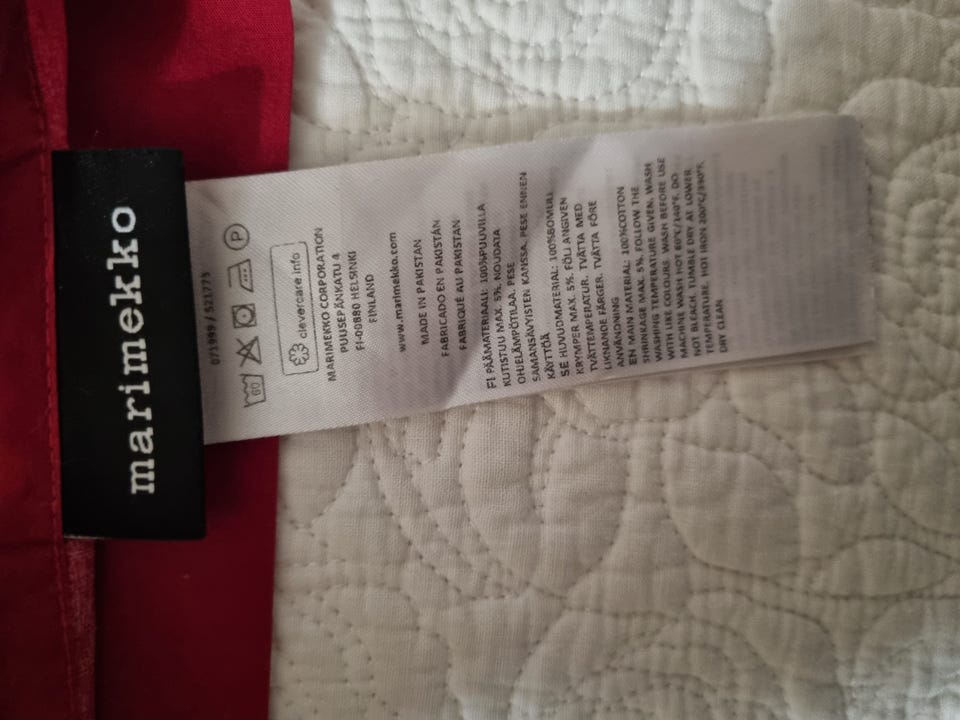 marimekko
071999 / 521775
60 P
clevercare.info
MARIMEKKO CORPORATION
PUUSEPÄNKATU 4
FI-00880 HELSINKI
FINLAND
www.marimekko.com
MADE IN PAKISTAN
FABRICADO EN PAKISTÁN
FABRIQUÉ AU PAKISTAN
FI PÄÄMATERIAALI: 100%PUUVILLA
KUTISTUU MAX. 5%. NOUDATA
OHJELÄMPÖTILAA. PESE
SAMANSÄVYISTEN KANSSA. PESE ENNEN
KÄYTTÖÄ
SE HUVUDMATERIAL: 100%BOMULL
KRYMPER MAX. 5%. FÖLJ ANGIVEN
TVÄTTEMPERATUR. TVÄTTA MED
LIKNANDE FÄRGER. TVÄTTA FÖRE
ANVÄNDNING
EN MAIN MATERIAL: 100%COTTON
SHRINKAGE MAX. 5%. FOLLOW THE
WASHING TEMPERATURE GIVEN. WASH
WITH LIKE COLOURS. WASH BEFORE USE
MACHINE WASH HOT 60°C/140°F. DO
NOT BLEACH. TUMBLE DRY AT LOWER
TEMPERATURE. HOT IRON 200°C/390°F.
DRY CLEAN